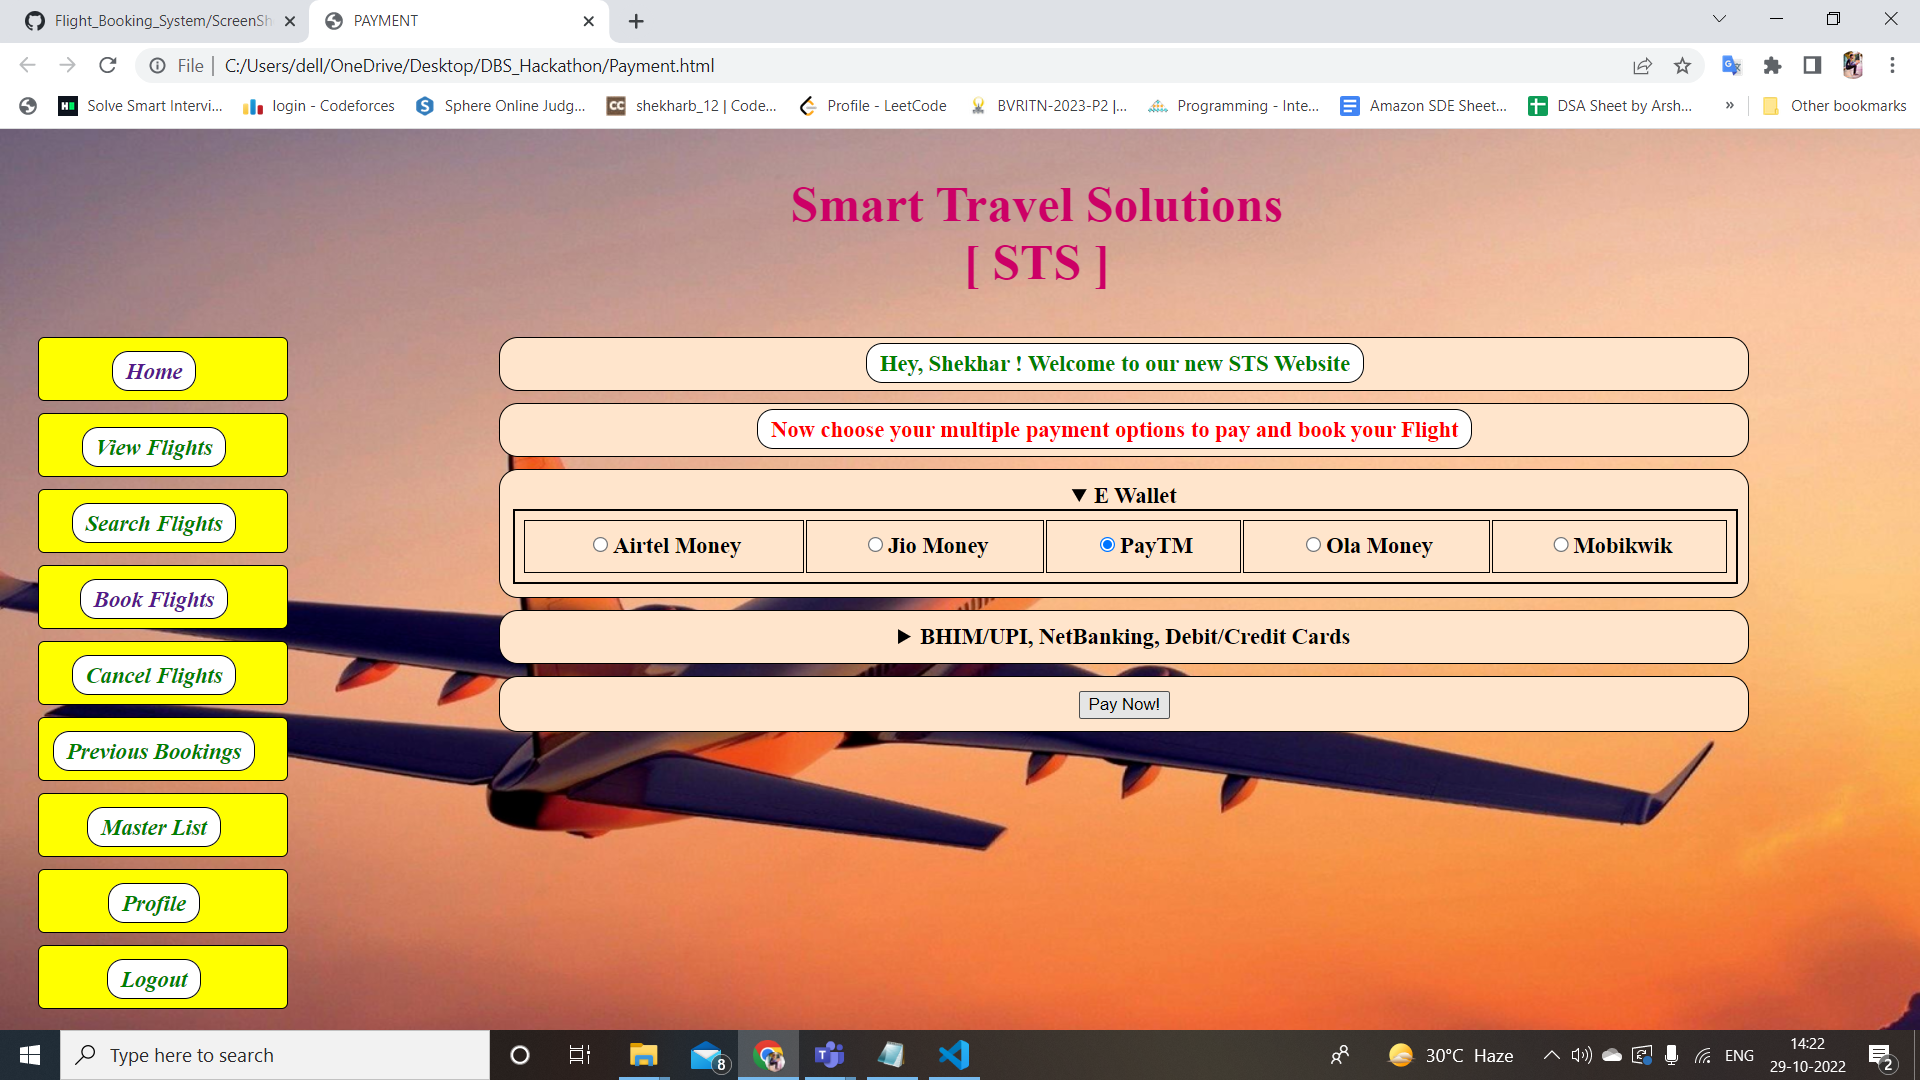 Flight_Booking_System/ScreenSh
PAYMENT
File | C:/Users/dell/OneDrive/Desktop/DBS_Hackathon/Payment.html
Solve Smart Intervi...
login - Codeforces
Sphere Online Judg...
CC
shekharb_12 | Code...
Profile - LeetCode
BVRITN-2023-P2 |...
Programming - Inte...
Amazon SDE Sheet...
DSA Sheet by Arsh...
»
Other bookmarks
Smart Travel Solutions
[ STS ]
Home
View Flights
Search Flights
Book Flights
Cancel Flights
Previous Bookings
Master List
Profile
Logout
Hey, Shekhar ! Welcome to our new STS Website
Now choose your multiple payment options to pay and book your Flight
▼ E Wallet
Airtel Money
Jio Money
PayTM
Ola Money
Mobikwik
▶ BHIM/UPI, NetBanking, Debit/Credit Cards
Pay Now!
Type here to search
8
30°C Haze
ENG
14:22
29-10-2022
2